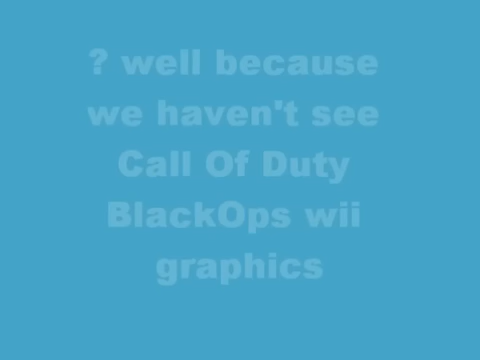 ? well because
we haven't see
Call Of Duty
BlackOps wii
graphics